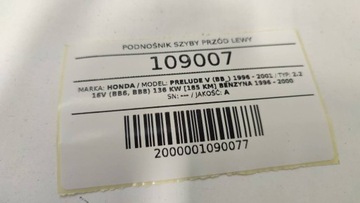 PODNOŚNIK SZYBY PRZÓD LEWY
109007
MARKA: HONDA / MODEL: PRELUDE V (BB_) 1996 - 2001 / TYP: 2.2
16V (BB6, BB8) 136 KW [185 KM] BENZYNA 1996 - 2000
SN: --- / JAKOŚĆ: A
2000001090077